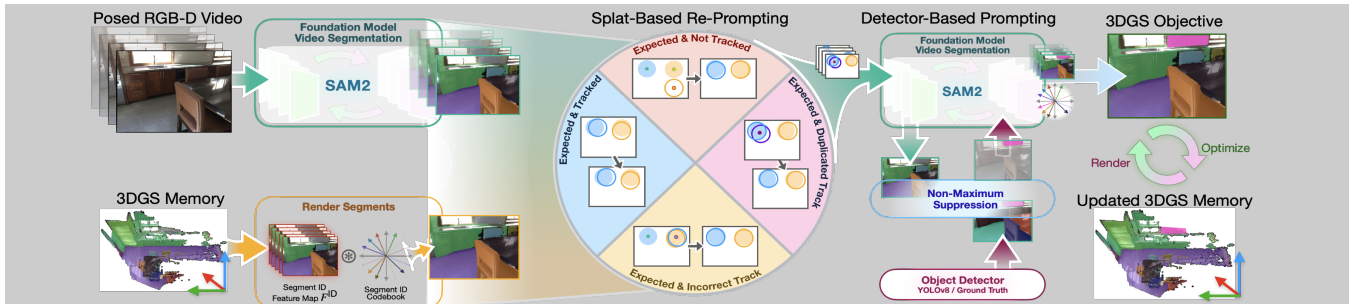 Posed RGB-D Video
Foundation Model
Video Segmentation
SAM2
3DGS Memory
Render Segments
Segment ID
Feature Map F^ID
Segment ID
Codebook
Splat-Based Re-Prompting
Expected & Not Tracked
Expected & Tracked
Expected & Duplicated Track
Expected & Incorrect Track
Detector-Based Prompting
Foundation Model
Video Segmentation
SAM2
Non-Maximum
Suppression
Object Detector
YOLOv8 / Ground Truth
3DGS Objective
Render
Optimize
Updated 3DGS Memory